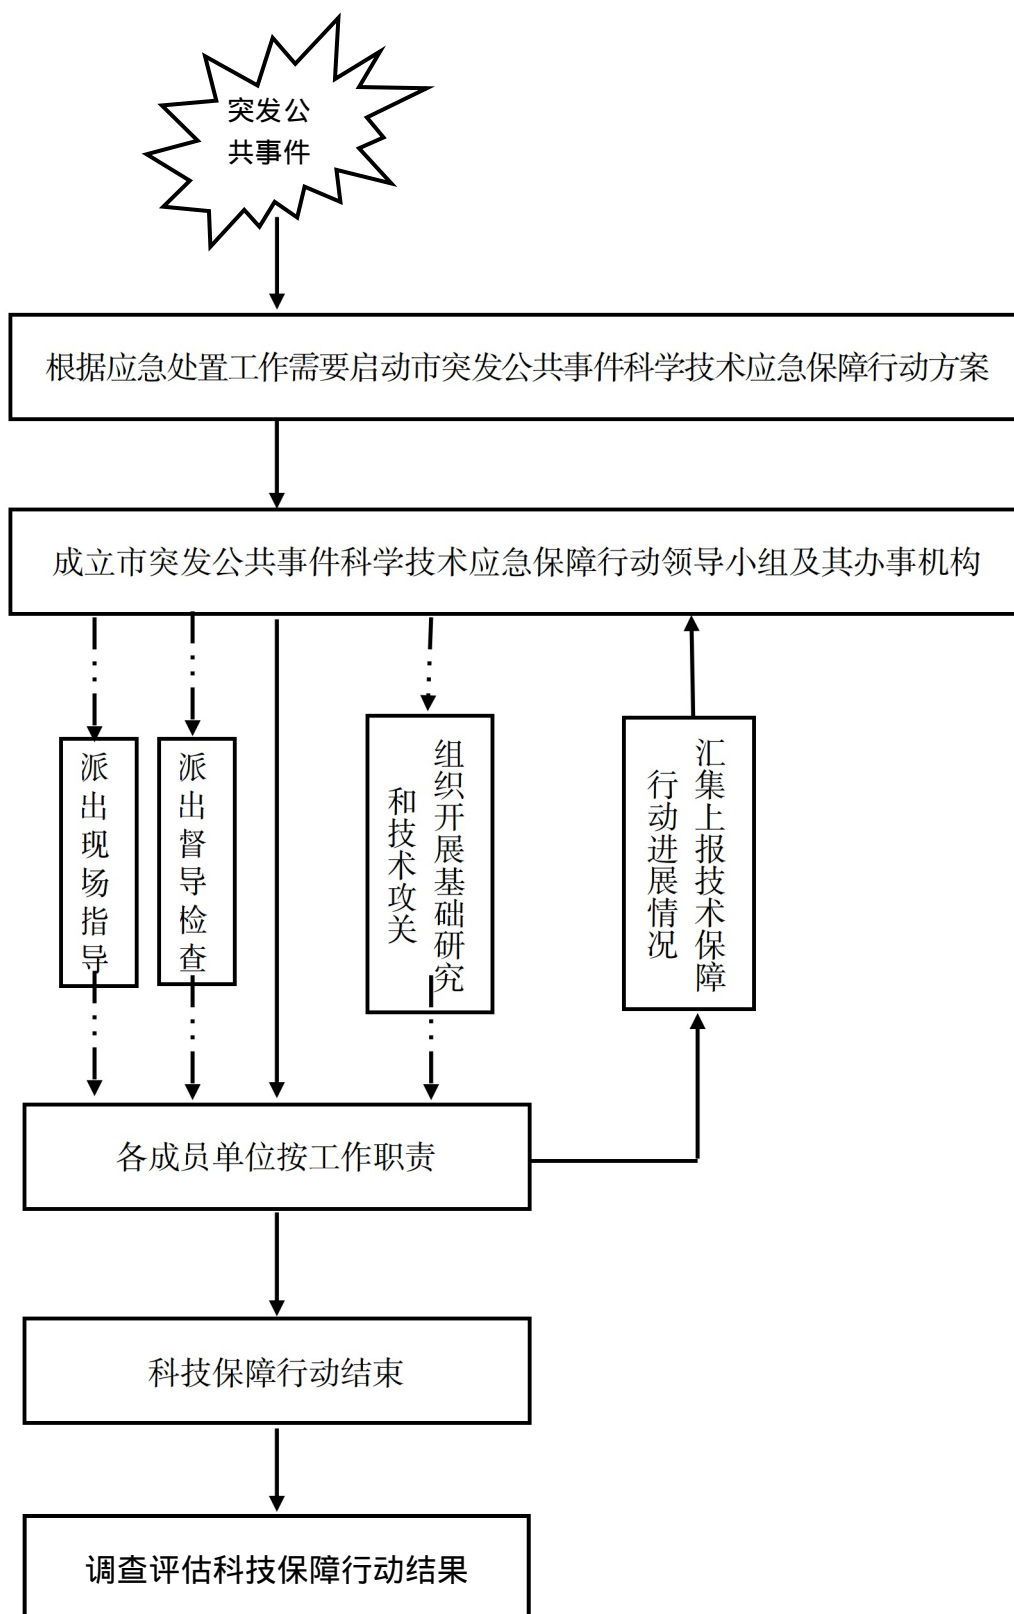 突发公
共事件
根据应急处置工作需要启动市突发公共事件科学技术应急保障行动方案
成立市突发公共事件科学技术应急保障行动领导小组及其办事机构
派出现场指导
派出督导检查
组织开展基础研究
和技术攻关
汇集上报技术保障
行动进展情况
各成员单位按工作职责
科技保障行动结束
调查评估科技保障行动结果